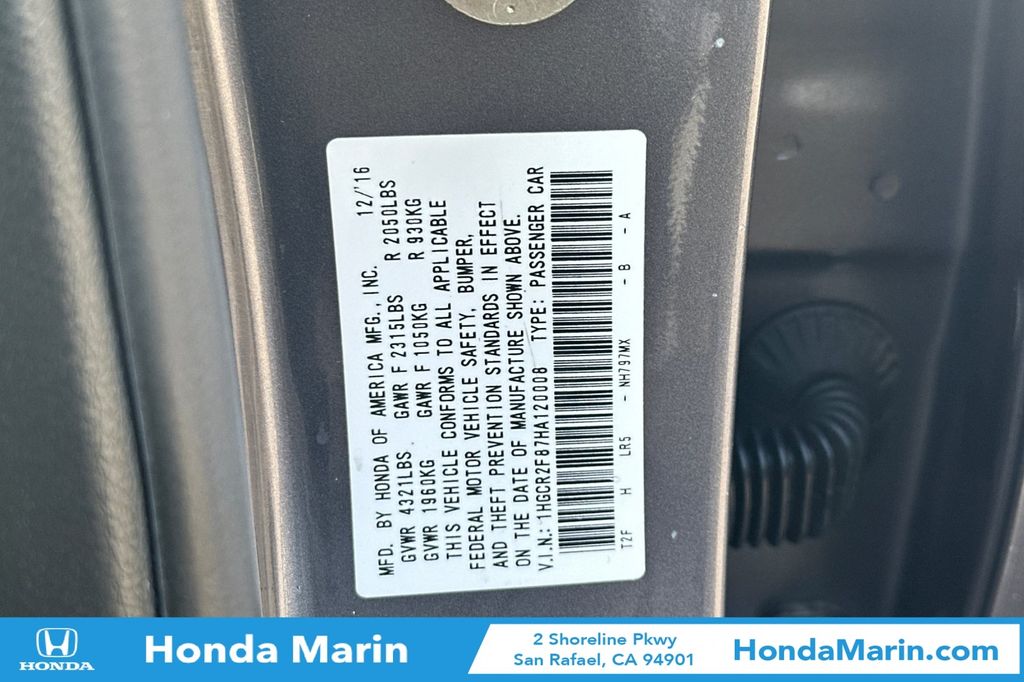 MFD. BY HONDA OF AMERICA MFG., INC. 12/'16
GVWR 4321LBS GAWR F 2315LBS R 2050LBS
GVWR 1960KG GAWR F 1050KG R 930KG
THIS VEHICLE CONFORMS TO ALL APPLICABLE
FEDERAL MOTOR VEHICLE SAFETY, BUMPER,
AND THEFT PREVENTION STANDARDS IN EFFECT
ON THE DATE OF MANUFACTURE SHOWN ABOVE.
V.I.N.: 1HGCR2F87HA120008 TYPE: PASSENGER CAR
T2F H LR5 - NH797MX - B - A
HONDA
Honda Marin
2 Shoreline Pkwy
San Rafael, CA 94901
HondaMarin.com